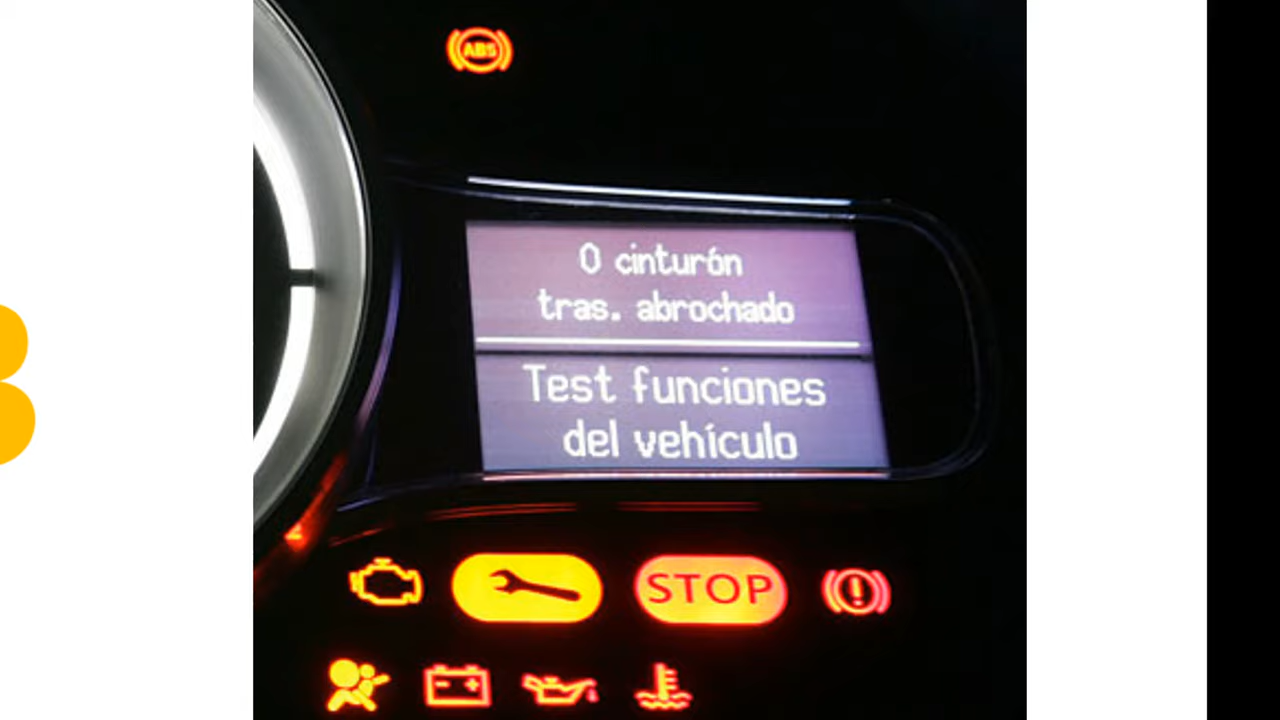 ABS
0 cinturón
tras. abrochado
Test funciones
del vehículo
STOP